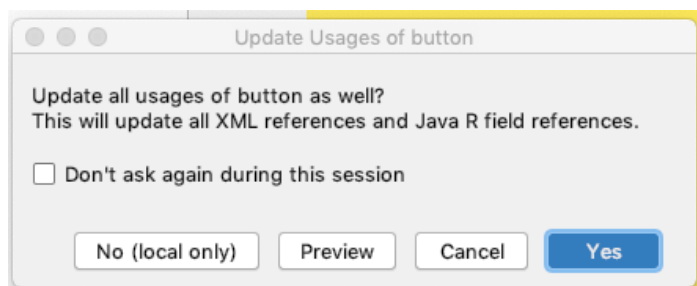 Update Usages of button
Update all usages of button as well?
This will update all XML references and Java R field references.
Don't ask again during this session
No (local only) Preview Cancel Yes